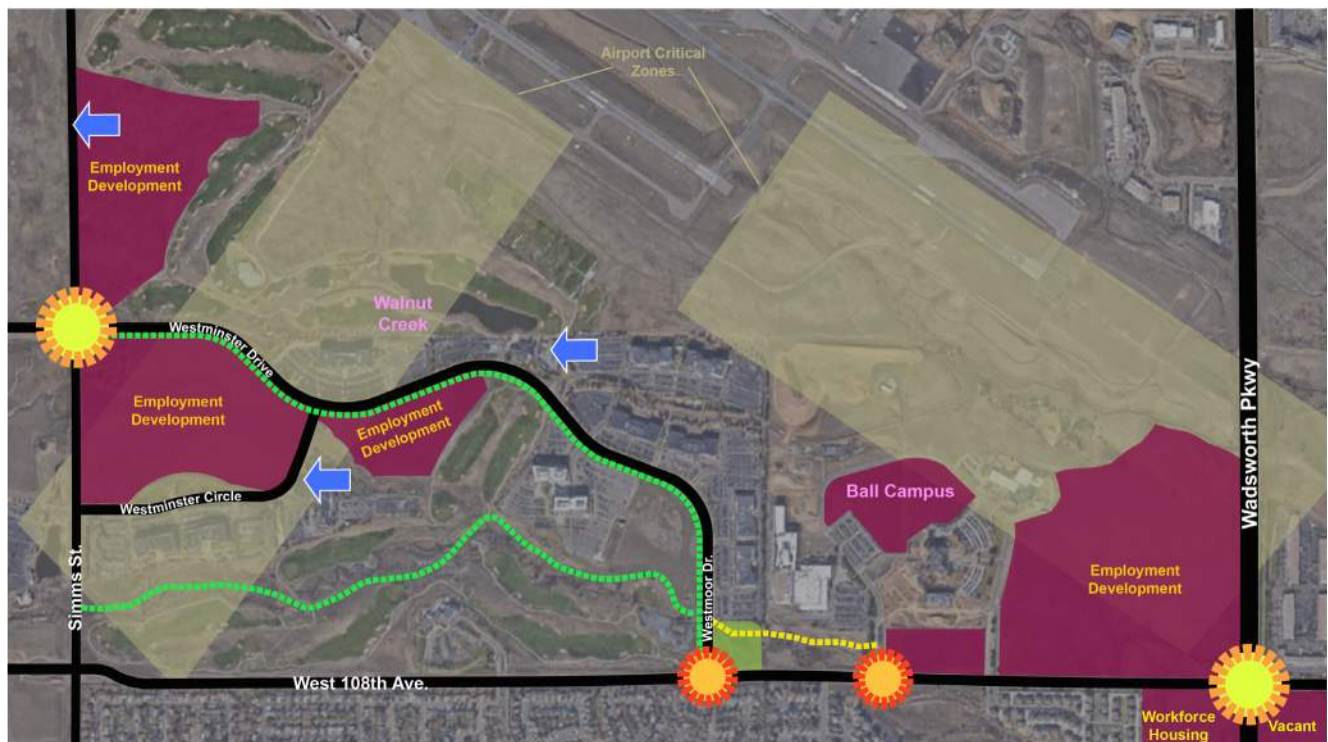 Airport Critical
Zones
Employment
Development
Walnut
Creek
Westminster Drive
Employment
Development
Employment
Development
Westminster Circle
Simms St.
Westmoor Dr.
Ball Campus
Employment
Development
Wadsworth Pkwy
West 108th Ave.
Workforce
Housing
Vacant